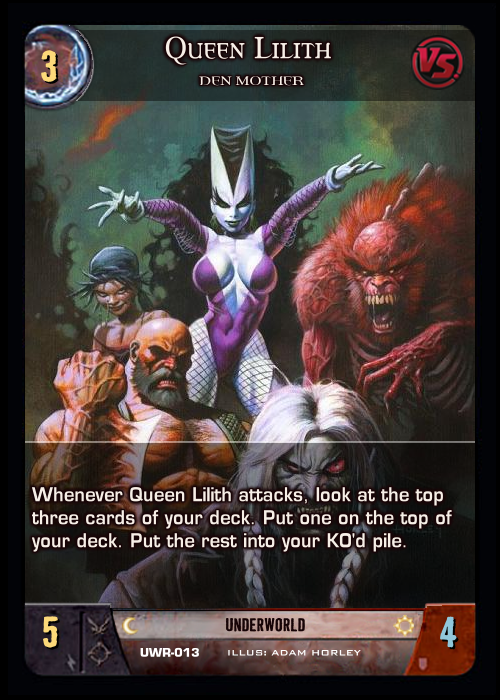 3
Queen Lilith
Den Mother
VS.
Whenever Queen Lilith attacks, look at the top
three cards of your deck. Put one on the top of
your deck. Put the rest into your KO'd pile.
5
UNDERWORLD
4
UWR-013 ILLUS: ADAM HORLEY